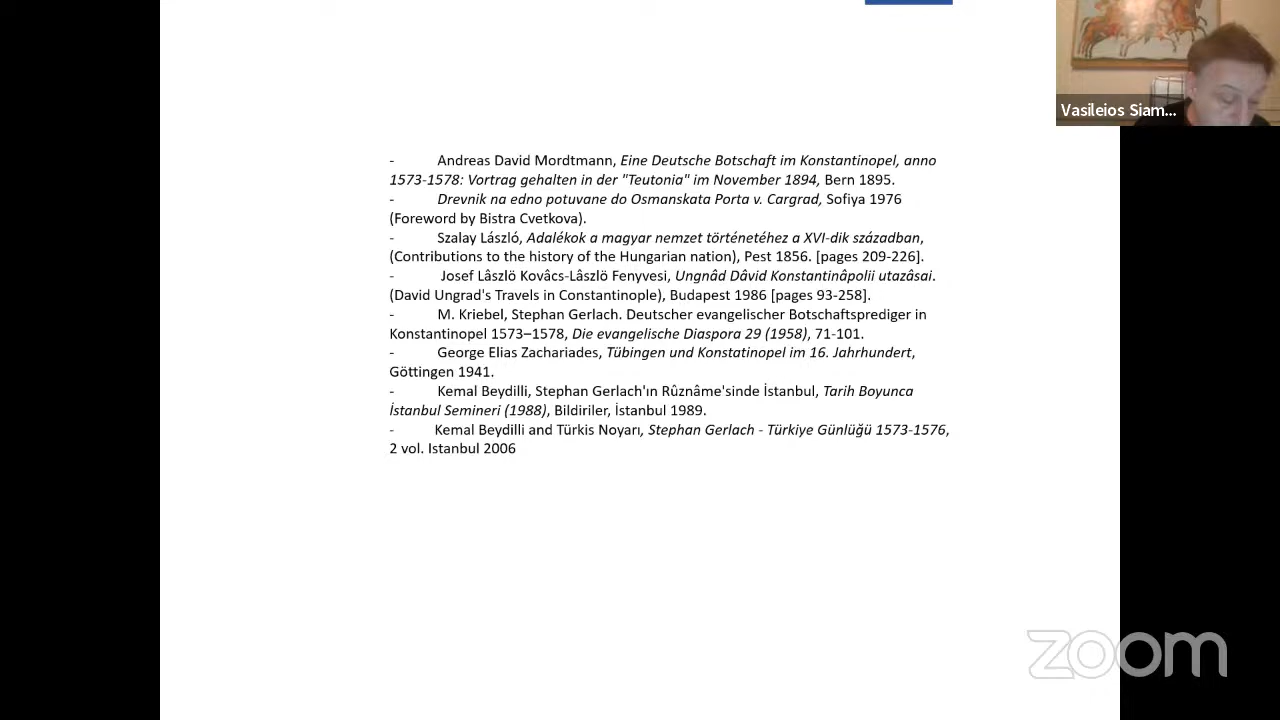 Vasileios Siam...
- Andreas David Mordtmann, Eine Deutsche Botschaft im Konstantinopel, anno
1573-1578: Vortrag gehalten in der "Teutonia" im November 1894, Bern 1895.
- Drevnik na edno potuvane do Osmanskata Porta v. Cargrad, Sofiya 1976
(Foreword by Bistra Cvetkova).
- Szalay László, Adalékok a magyar nemzet történetéhez a XVI-dik században,
(Contributions to the history of the Hungarian nation), Pest 1856. [pages 209-226].
- Josef Lâszlö Kovâcs-Lâszlö Fenyvesi, Ungnâd Dâvid Konstantinâpolii utazâsai.
(David Ungrad's Travels in Constantinople), Budapest 1986 [pages 93-258].
- M. Kriebel, Stephan Gerlach. Deutscher evangelischer Botschaftsprediger in
Konstantinopel 1573–1578, Die evangelische Diaspora 29 (1958), 71-101.
- George Elias Zachariades, Tübingen und Konstatinopel im 16. Jahrhundert,
Göttingen 1941.
- Kemal Beydilli, Stephan Gerlach'ın Rûznâme'sinde İstanbul, Tarih Boyunca
İstanbul Semineri (1988), Bildiriler, İstanbul 1989.
- Kemal Beydilli and Türkis Noyarı, Stephan Gerlach - Türkiye Günlüğü 1573-1576,
2 vol. Istanbul 2006
zoom